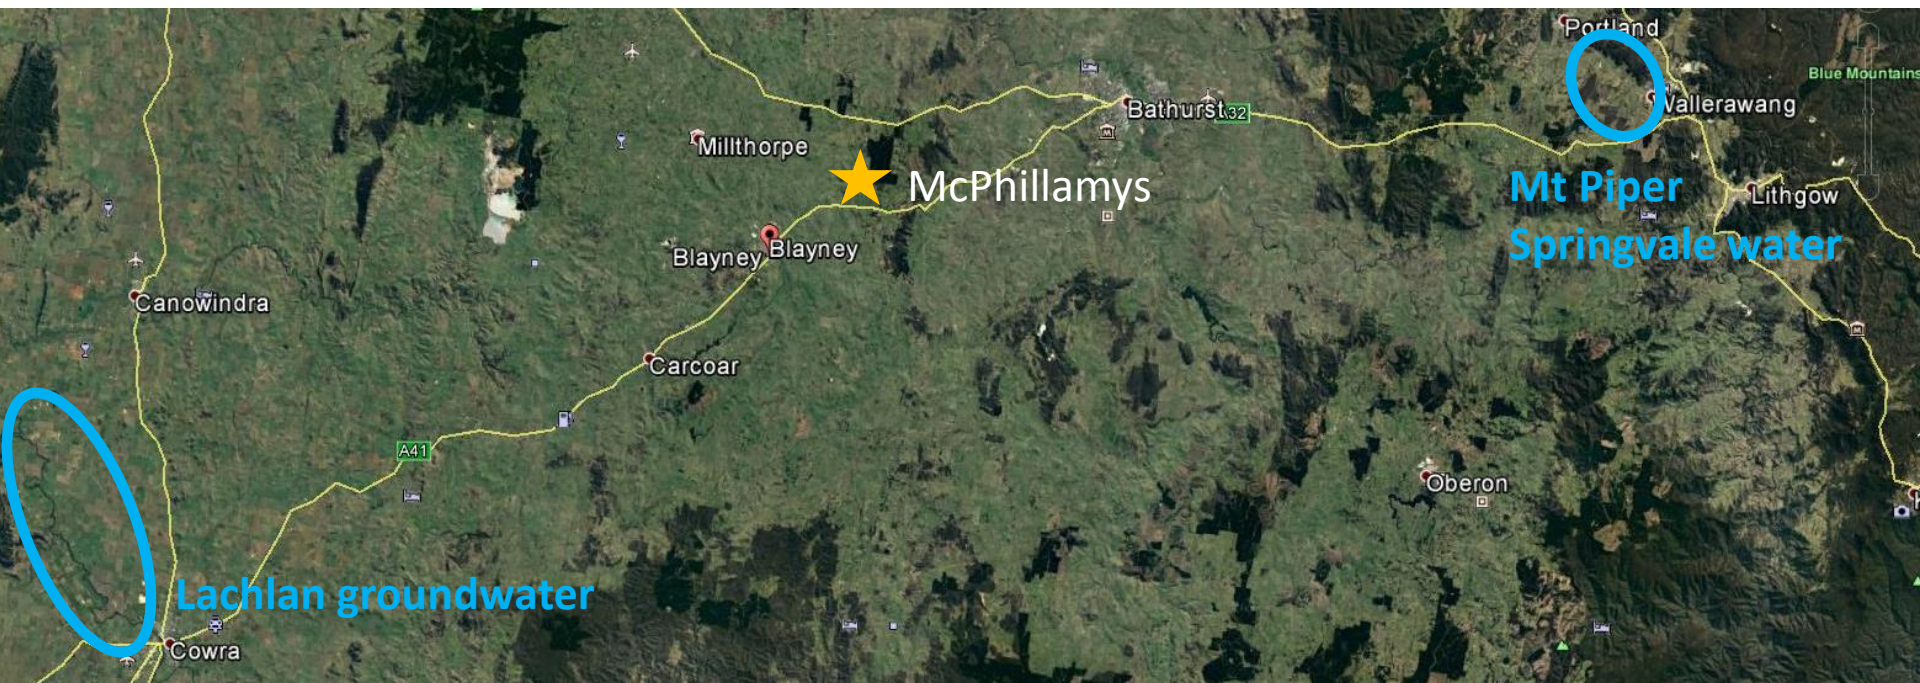 Portland
Blue Mountains
Wallerawang
Bathurst
A32
Millthorpe
McPhillamys
Mt Piper
Springvale water
Lithgow
Blayney
Blayney
Canowindra
Carcoar
A41
Oberon
Lachlan groundwater
Cowra